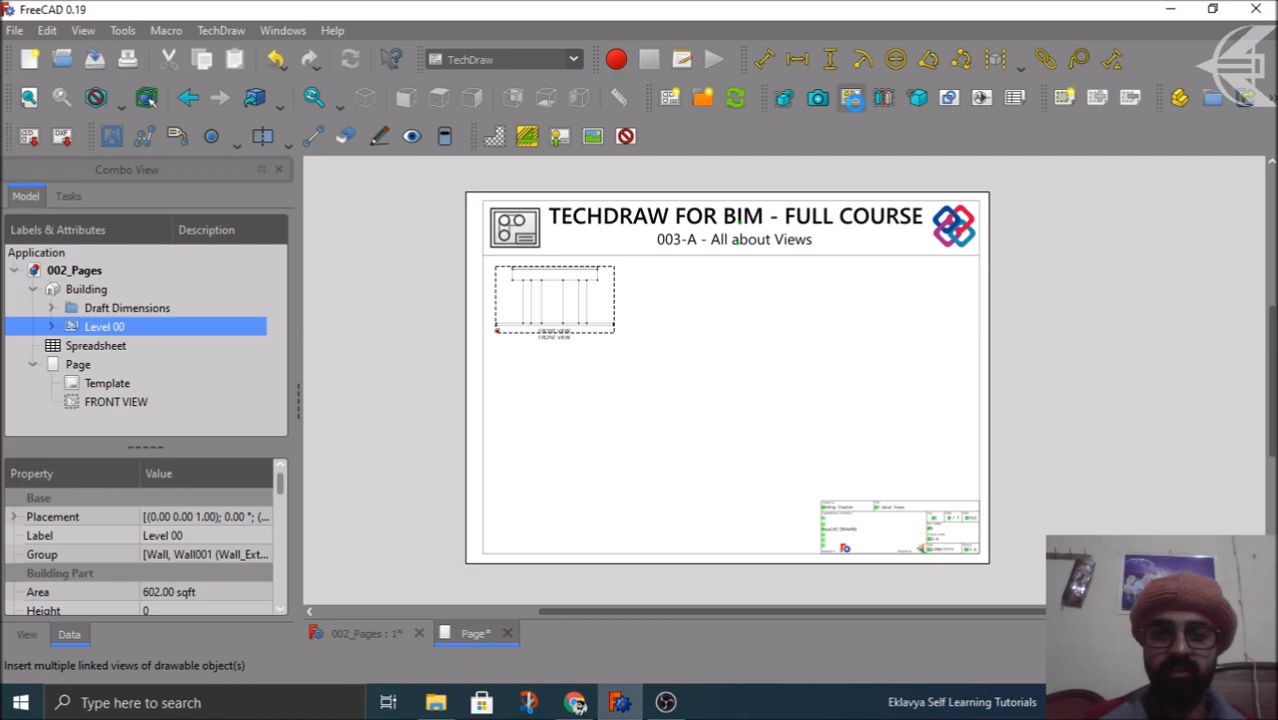 FreeCAD 0.19
File Edit View Tools Macro TechDraw Windows Help
TechDraw
Combo View
Model Tasks
Labels & Attributes Description
Application
002_Pages
Building
Draft Dimensions
Level 00
Spreadsheet
Page
Template
FRONT VIEW
Property Value
Base
Placement [(0.00 0.00 1.00); 0.00 °; (...
Label Level 00
Group [Wall, Wall001 (Wall_Ext...
Building Part
Area 602.00 sqft
Height 0
View Data
TECHDRAW FOR BIM - FULL COURSE
003-A - All about Views
FRONT VIEW
FRONT VIEW
002_Pages : 1*
Page*
Insert multiple linked views of drawable object(s)
Type here to search
Eklavya Self Learning Tutorials